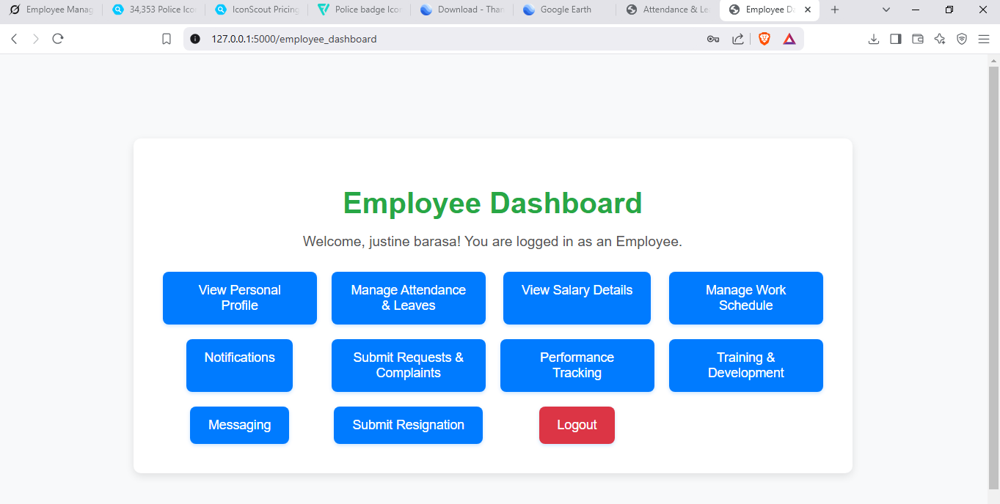 Employee Manag
34,353 Police Ico
IconScout Pricing
Police badge Ico
Download - Than
Google Earth
Attendance & Le
Employee Da
127.0.0.1:5000/employee_dashboard
Employee Dashboard
Welcome, justine barasa! You are logged in as an Employee.
View Personal
Profile
Manage Attendance
& Leaves
View Salary Details
Manage Work
Schedule
Notifications
Submit Requests &
Complaints
Performance
Tracking
Training &
Development
Messaging
Submit Resignation
Logout